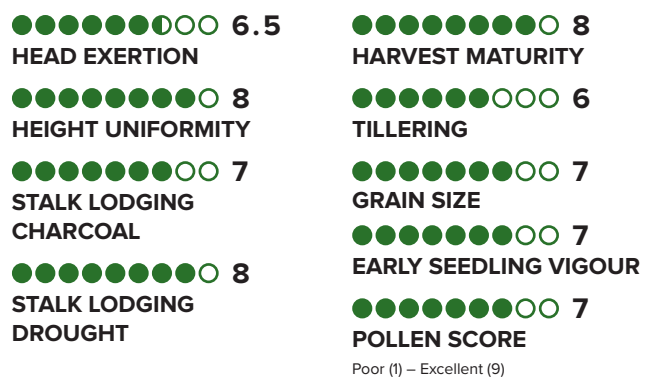 6.5
HEAD EXERTION
8
HEIGHT UNIFORMITY
7
STALK LODGING
CHARCOAL
8
STALK LODGING
DROUGHT
8
HARVEST MATURITY
6
TILLERING
7
GRAIN SIZE
7
EARLY SEEDLING VIGOUR
7
POLLEN SCORE
Poor (1) – Excellent (9)